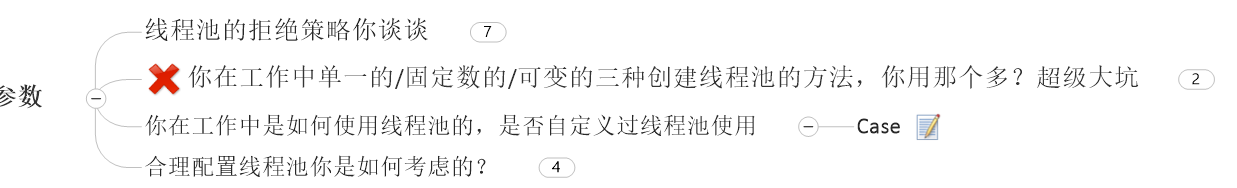 线程池的拒绝策略你谈谈 7
参数
你在工作中单一的/固定数的/可变的三种创建线程池的方法，你用那个多？超级大坑 2
你在工作中是如何使用线程池的，是否自定义过线程池使用 Case
合理配置线程池你是如何考虑的？ 4